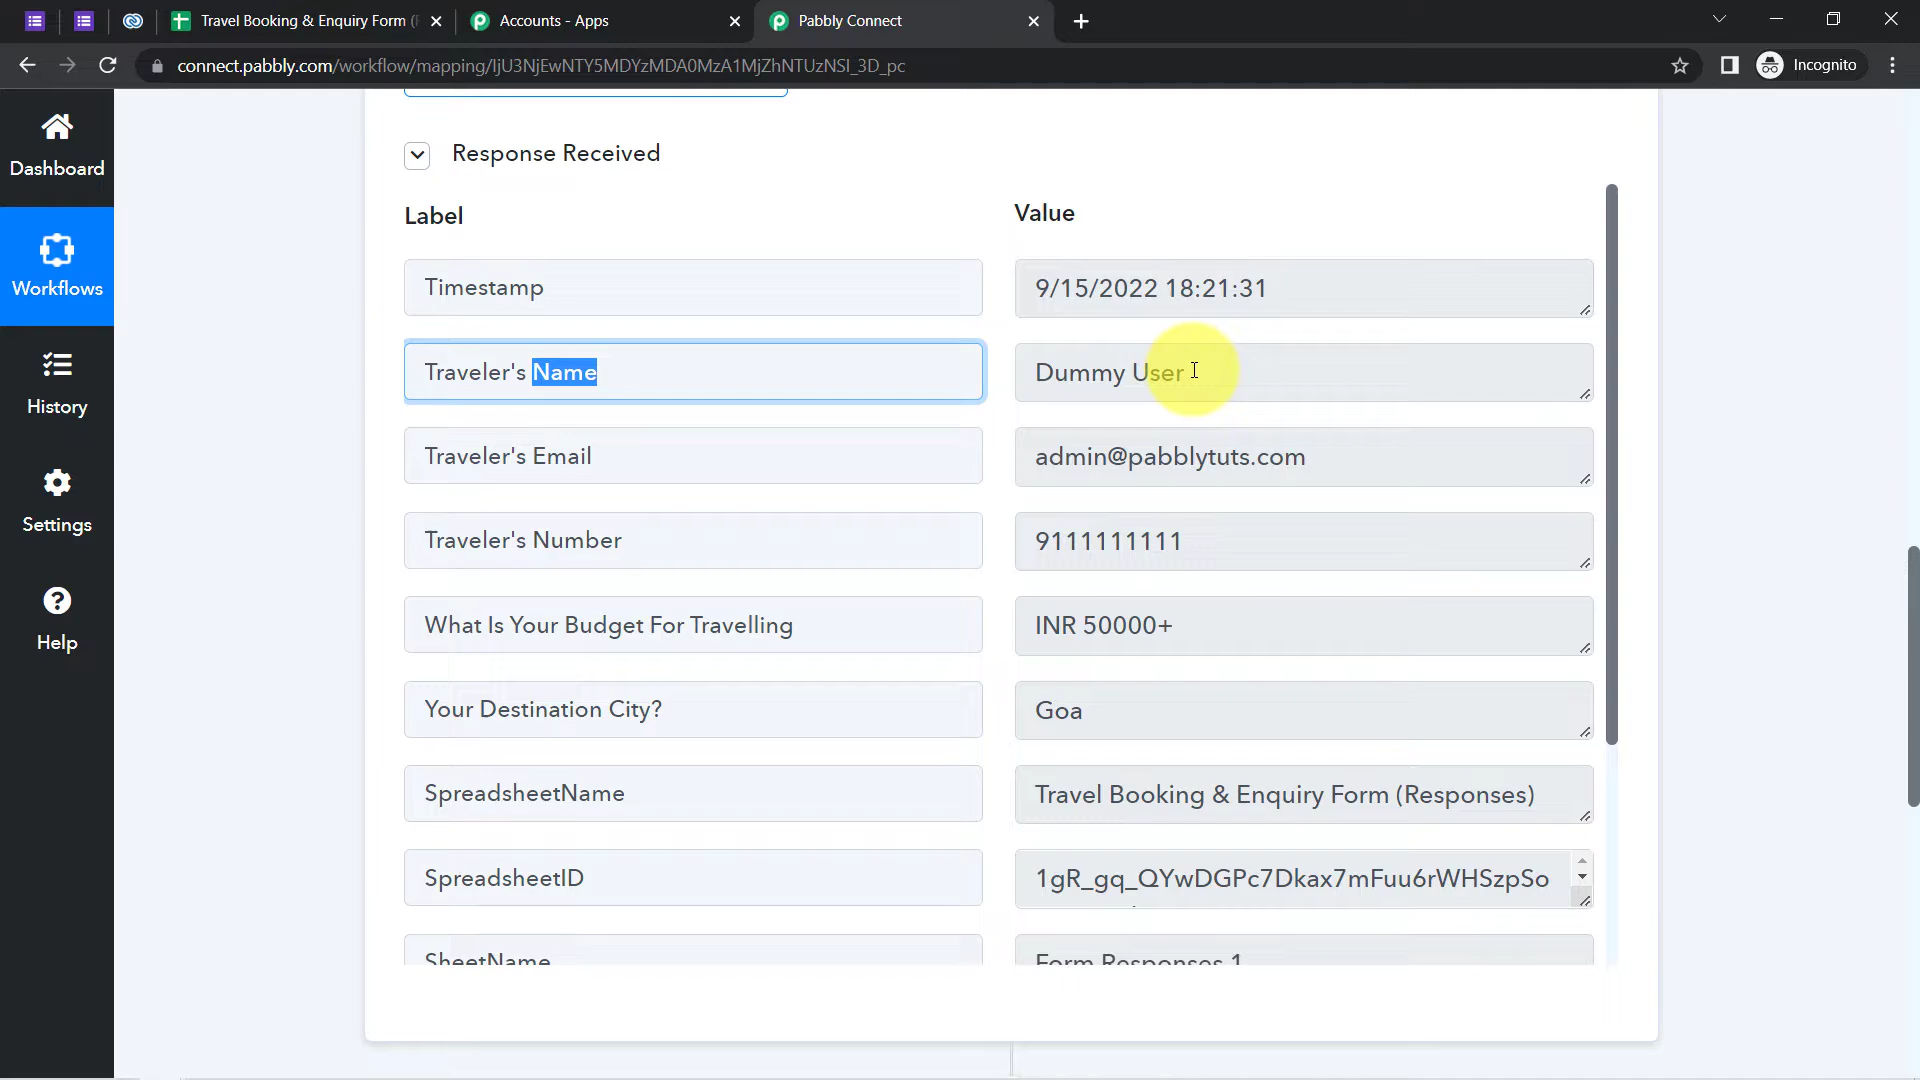 Travel Booking & Enquiry Form (
Accounts - Apps
Pabbly Connect
connect.pabbly.com/workflow/mapping/IjU3NjEwNTY5MDYzMDA0MzA1MjZhNTUzNSI_3D_pc
Incognito
Dashboard
Workflows
History
Settings
Help
Response Received
Label
Value
Timestamp
9/15/2022 18:21:31
Traveler's Name
Dummy User
Traveler's Email
admin@pabblytuts.com
Traveler's Number
9111111111
What Is Your Budget For Travelling
INR 50000+
Your Destination City?
Goa
SpreadsheetName
Travel Booking & Enquiry Form (Responses)
SpreadsheetID
1gR_gq_QYwDGPc7Dkax7mFuu6rWHSzpSo
SheetName
Form Responses 1